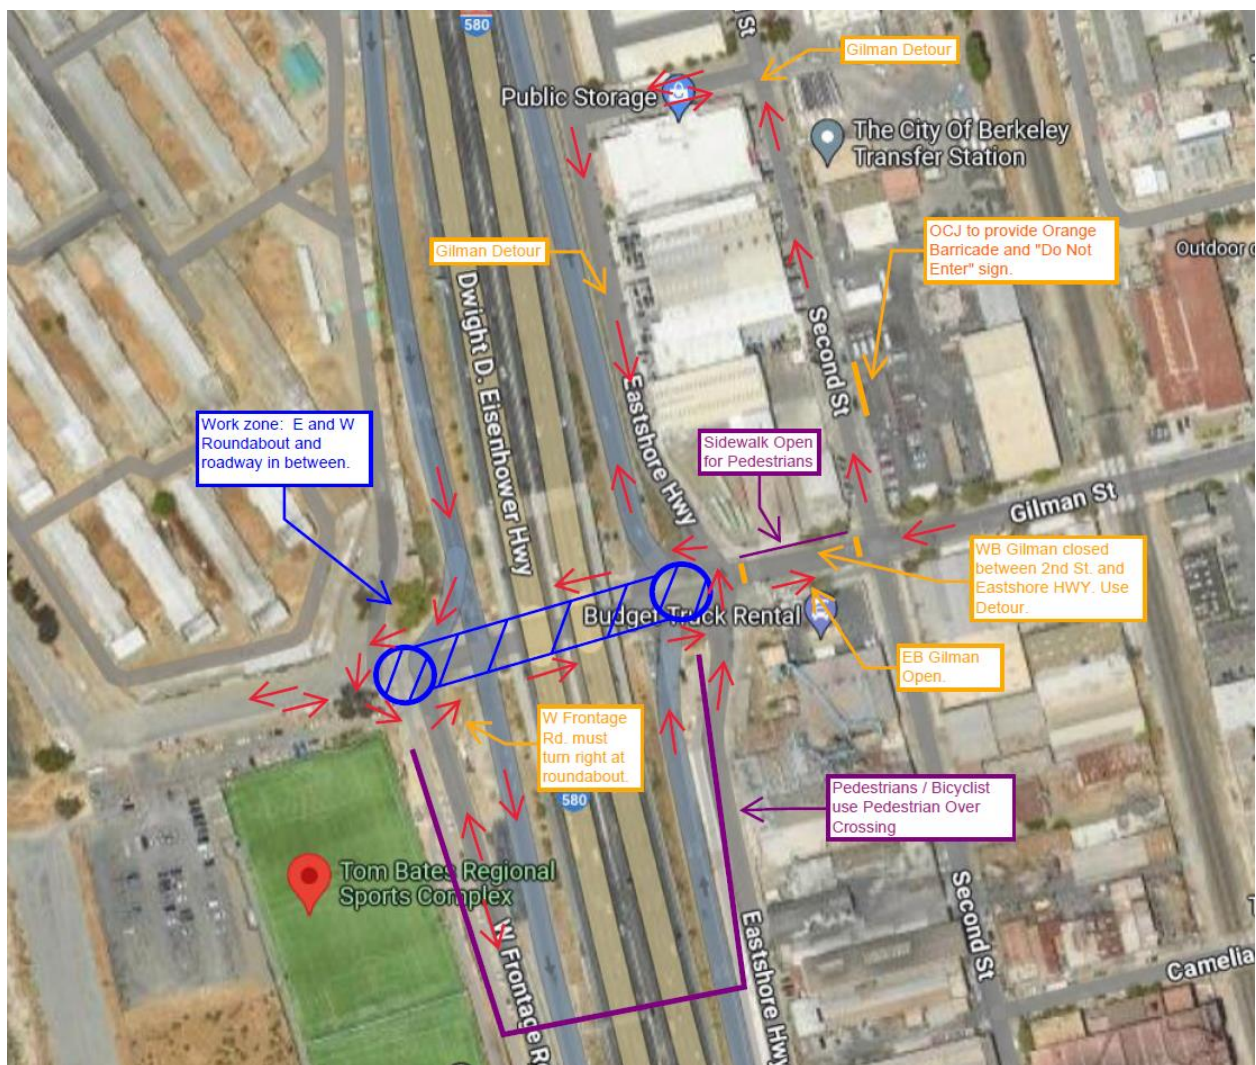 580
St
Gilman Detour
Public Storage
The City Of Berkeley
Transfer Station
OCJ to provide Orange
Barricade and "Do Not
Enter" sign.
Outdoor
Gilman Detour
Dwight D. Eisenhower Hwy
Eastshore Hwy
Second St
Work zone: E and W
Roundabout and
roadway in between.
Sidewalk Open
for Pedestrians
Gilman St
WB Gilman closed
between 2nd St. and
Eastshore HWY. Use
Detour.
Budget Truck Rental
EB Gilman
Open.
W Frontage
Rd. must
turn right at
roundabout.
580
Pedestrians / Bicyclist
use Pedestrian Over
Crossing
Tom Bates Regional
Sports Complex
W Frontage R
Eastshore Hwy
Second St
Camelia